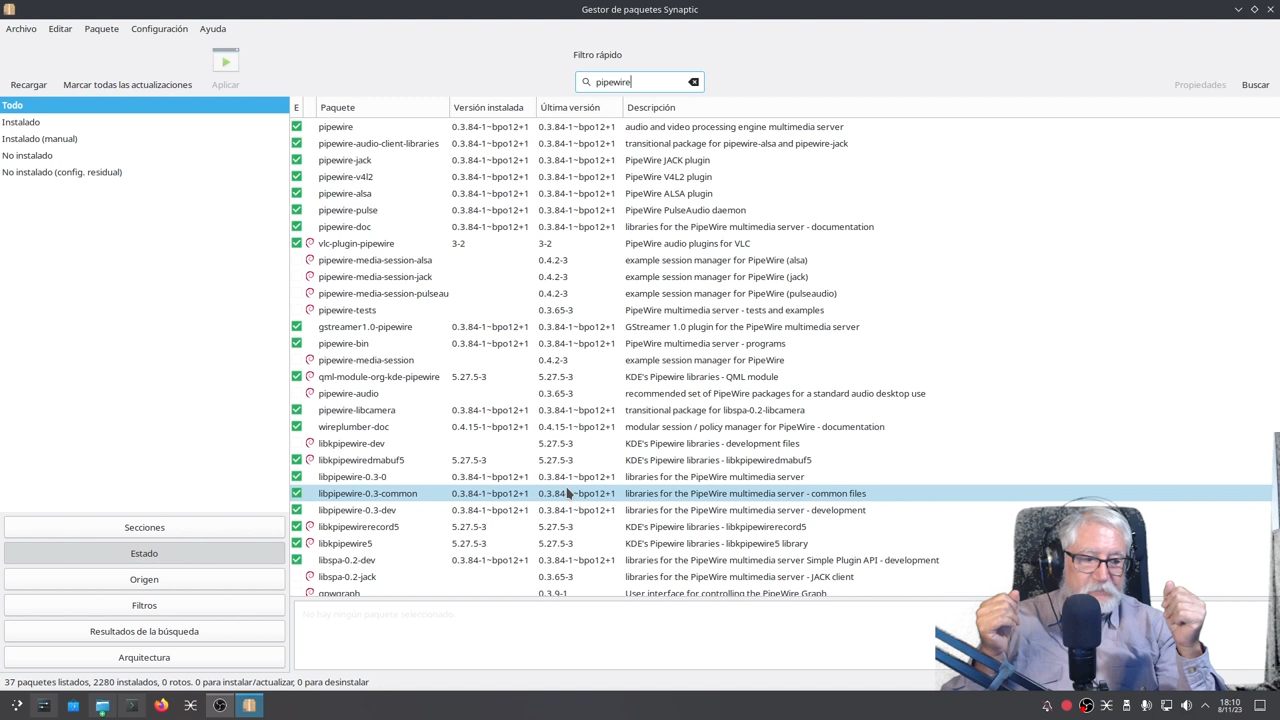 Gestor de paquetes Synaptic
Archivo Editar Paquete Configuración Ayuda
Filtro rápido
Recargar Marcar todas las actualizaciones Aplicar pipewire Propiedades Buscar
Todo
Instalado
Instalado (manual)
No instalado
No instalado (config. residual)
E Paquete Versión instalada Última versión Descripción
pipewire 0.3.84-1~bpo12+1 0.3.84-1~bpo12+1 audio and video processing engine multimedia server
pipewire-audio-client-libraries 0.3.84-1~bpo12+1 0.3.84-1~bpo12+1 transitional package for pipewire-alsa and pipewire-jack
pipewire-jack 0.3.84-1~bpo12+1 0.3.84-1~bpo12+1 PipeWire JACK plugin
pipewire-v4l2 0.3.84-1~bpo12+1 0.3.84-1~bpo12+1 PipeWire V4L2 plugin
pipewire-alsa 0.3.84-1~bpo12+1 0.3.84-1~bpo12+1 PipeWire ALSA plugin
pipewire-pulse 0.3.84-1~bpo12+1 0.3.84-1~bpo12+1 PipeWire PulseAudio daemon
pipewire-doc 0.3.84-1~bpo12+1 0.3.84-1~bpo12+1 libraries for the PipeWire multimedia server - documentation
vlc-plugin-pipewire 3-2 3-2 PipeWire audio plugins for VLC
pipewire-media-session-alsa 0.4.2-3 example session manager for PipeWire (alsa)
pipewire-media-session-jack 0.4.2-3 example session manager for PipeWire (jack)
pipewire-media-session-pulseau 0.4.2-3 example session manager for PipeWire (pulseaudio)
pipewire-tests 0.3.65-3 PipeWire multimedia server - tests and examples
gstreamer1.0-pipewire 0.3.84-1~bpo12+1 0.3.84-1~bpo12+1 GStreamer 1.0 plugin for the PipeWire multimedia server
pipewire-bin 0.3.84-1~bpo12+1 0.3.84-1~bpo12+1 PipeWire multimedia server - programs
pipewire-media-session 0.4.2-3 example session manager for PipeWire
qml-module-org-kde-pipewire 5.27.5-3 5.27.5-3 KDE's Pipewire libraries - QML module
pipewire-audio 0.3.65-3 recommended set of PipeWire packages for a standard audio desktop use
pipewire-libcamera 0.3.84-1~bpo12+1 0.3.84-1~bpo12+1 transitional package for libspa-0.2-libcamera
wireplumber-doc 0.4.15-1~bpo12+1 0.4.15-1~bpo12+1 modular session / policy manager for PipeWire - documentation
libkpipewire-dev 5.27.5-3 KDE's Pipewire libraries - development files
libkpipewiredmabuf5 5.27.5-3 5.27.5-3 KDE's Pipewire libraries - libkpipewiredmabuf5
libpipewire-0.3-0 0.3.84-1~bpo12+1 0.3.84-1~bpo12+1 libraries for the PipeWire multimedia server
libpipewire-0.3-common 0.3.84-1~bpo12+1 0.3.84-1~bpo12+1 libraries for the PipeWire multimedia server - common files
libpipewire-0.3-dev 0.3.84-1~bpo12+1 0.3.84-1~bpo12+1 libraries for the PipeWire multimedia server - development
libkpipewirerecord5 5.27.5-3 5.27.5-3 KDE's Pipewire libraries - libkpipewirerecord5
libkpipewire5 5.27.5-3 5.27.5-3 KDE's Pipewire libraries - libkpipewire5 library
libspa-0.2-dev 0.3.84-1~bpo12+1 0.3.84-1~bpo12+1 libraries for the PipeWire multimedia server Simple Plugin API - development
libspa-0.2-jack 0.3.65-3 libraries for the PipeWire multimedia server - JACK client
qpwgraph 0.3.9-1 User interface for controlling the PipeWire Graph
Secciones
Estado
Origen
Filtros
Resultados de la búsqueda
Arquitectura
No hay ningún paquete seleccionado.
37 paquetes listados, 2280 instalados, 0 rotos. 0 para instalar/actualizar, 0 para desinstalar
18:10
8/11/23